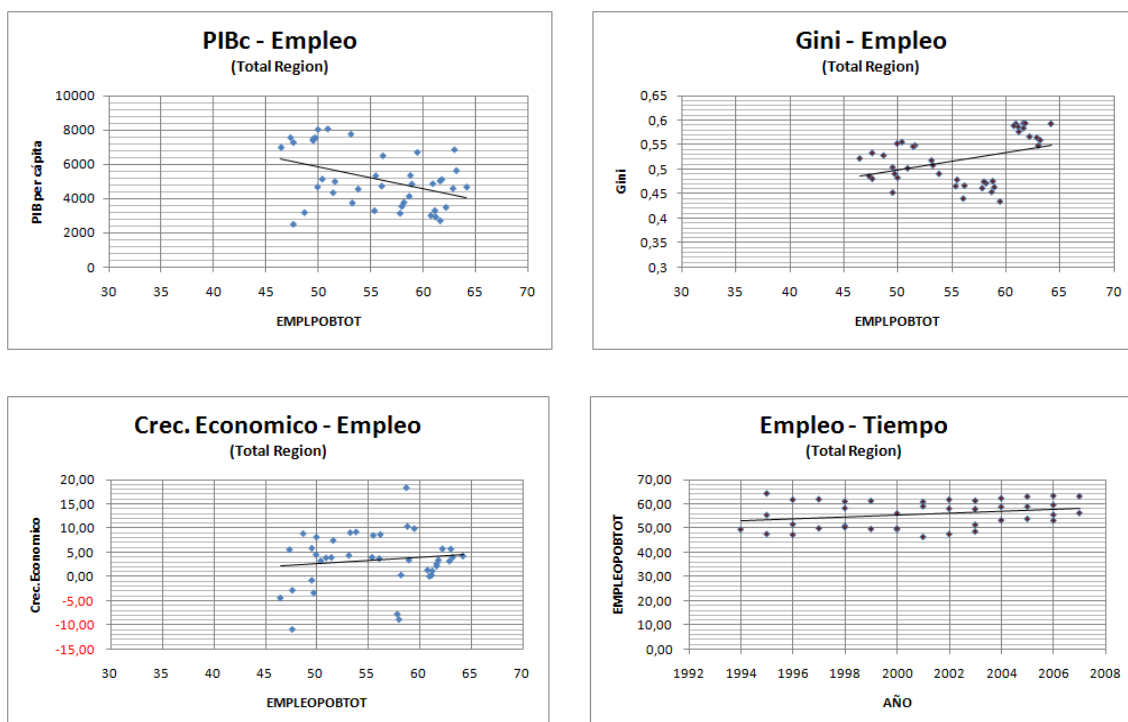 PIBc - Empleo
(Total Region)
PIB per cápita
10000
8000
6000
4000
2000
0
30 35 40 45 50 55 60 65 70
EMPLPOBTOT
Gini - Empleo
(Total Region)
Gini
0,65
0,6
0,55
0,5
0,45
0,4
0,35
0,3
30 35 40 45 50 55 60 65 70
EMPLPOBTOT
Crec. Economico - Empleo
(Total Region)
Crec.Economico
20,00
15,00
10,00
5,00
0,00
-5,00
-10,00
-15,00
30 35 40 45 50 55 60 65 70
EMPLEOPOBTOT
Empleo - Tiempo
(Total Region)
EMPLEOPOBTOT
70,00
60,00
50,00
40,00
30,00
20,00
10,00
0,00
1992 1994 1996 1998 2000 2002 2004 2006 2008
AÑO